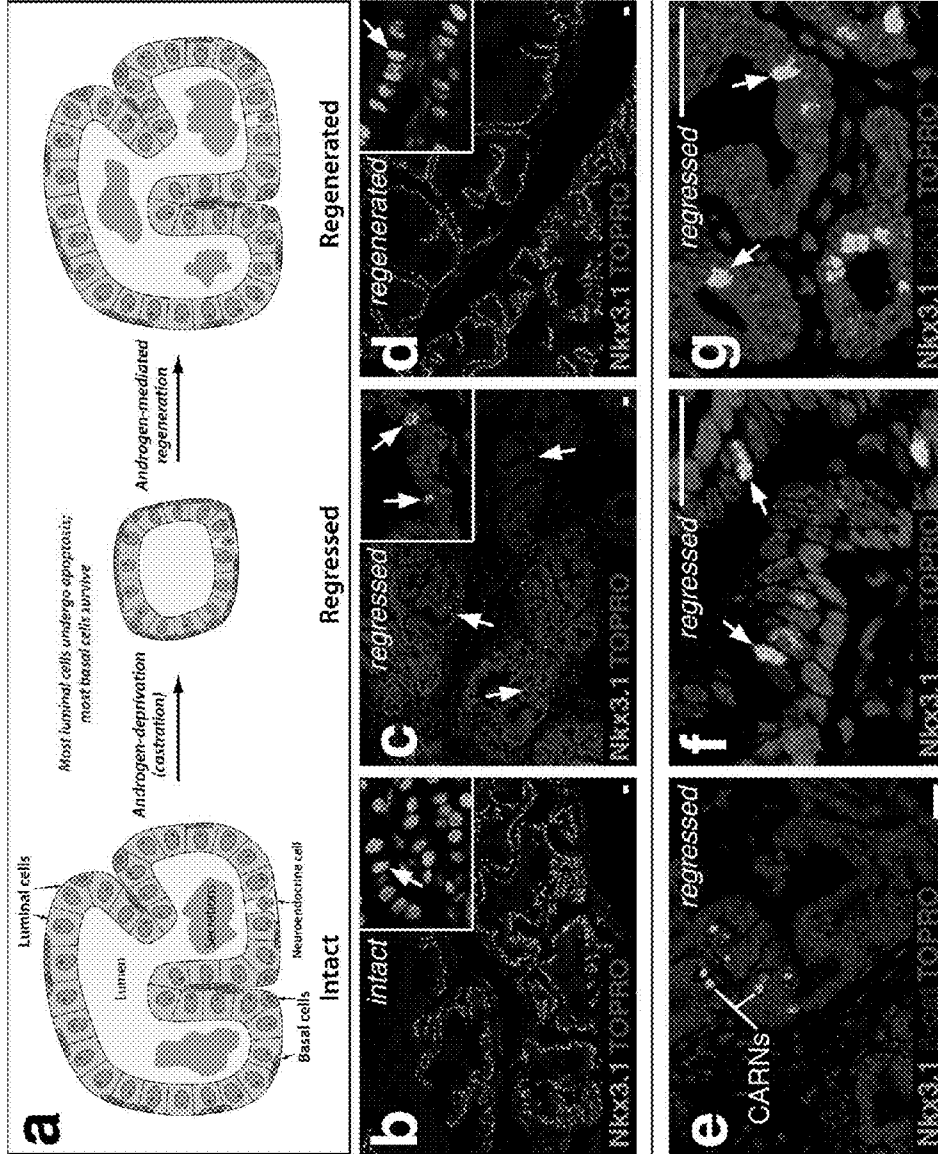 a
Luminal cells
Lumen
Secretions
Basal cells
Neuroendocrine cell
Intact
Androgen-deprivation
(castration)
Most luminal cells undergo apoptosis;
most basal cells survive
Regressed
Androgen-mediated
regeneration
Regenerated
b
intact
Nkx3.1 TOPRO
c
regressed
Nkx3.1 TOPRO
d
regenerated
Nkx3.1 TOPRO
e
regressed
CARNs
Nkx3.1
TOPRO
f
regressed
Nkx3.1
TOPRO
g
regressed
Nkx3.1
TOPRO